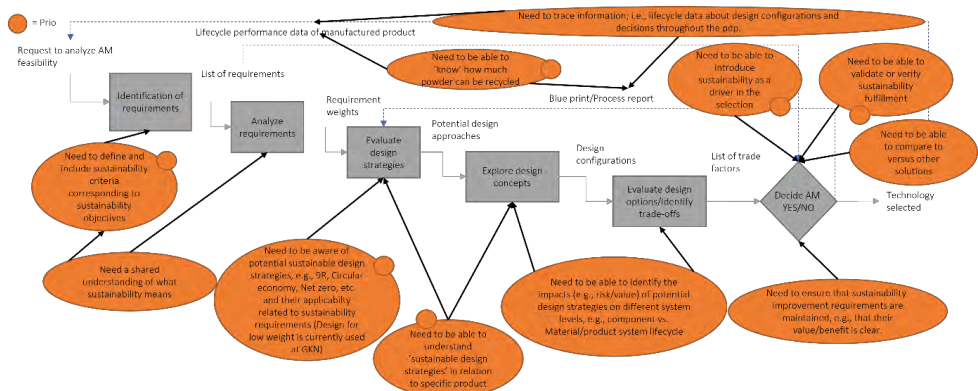 = Prio
Request to analyze AM
feasibility
Lifecycle performance data of manufactured product
Need to trace information; i.e., lifecycle data about design configurations and
decisions throughout the pdp.
List of requirements
Need to be able to
'know' how much
powder can be recycled
Blue print/Process report
Need to be able to
introduce
sustainability as a
driver in the
selection
Need to be able to
validate or verify
sustainability
fulfillment
Need to be able to
compare to
versus other
solutions
Identification of
requirements
Analyze
requirements
Requirement
weights
Evaluate
design
strategies
Potential design
approaches
Explore design
concepts
Design
configurations
Evaluate design
options/Identify
trade-offs
List of trade
factors
Decide AM
YES/NO
Technology
selected
Need to define and
include sustainability
criteria
corresponding to
sustainability
objectives
Need a shared
understanding of what
sustainability means
Need to be aware of
potential sustainable design
strategies, e.g., 9R, Circular
economy, Net zero, etc.
and their applicability
related to sustainability
requirements (Design for
low weight is currently used
at GKN)
Need to be able to
understand
'sustainable design
strategies' in relation
to specific product
Need to be able to identify the
impacts (e.g., risk/value) of potential
design strategies on different system
levels, e.g., component vs.
Material/product system lifecycle
Need to ensure that sustainability
improvement requirements are
maintained, e.g., that their
value/benefit is clear.